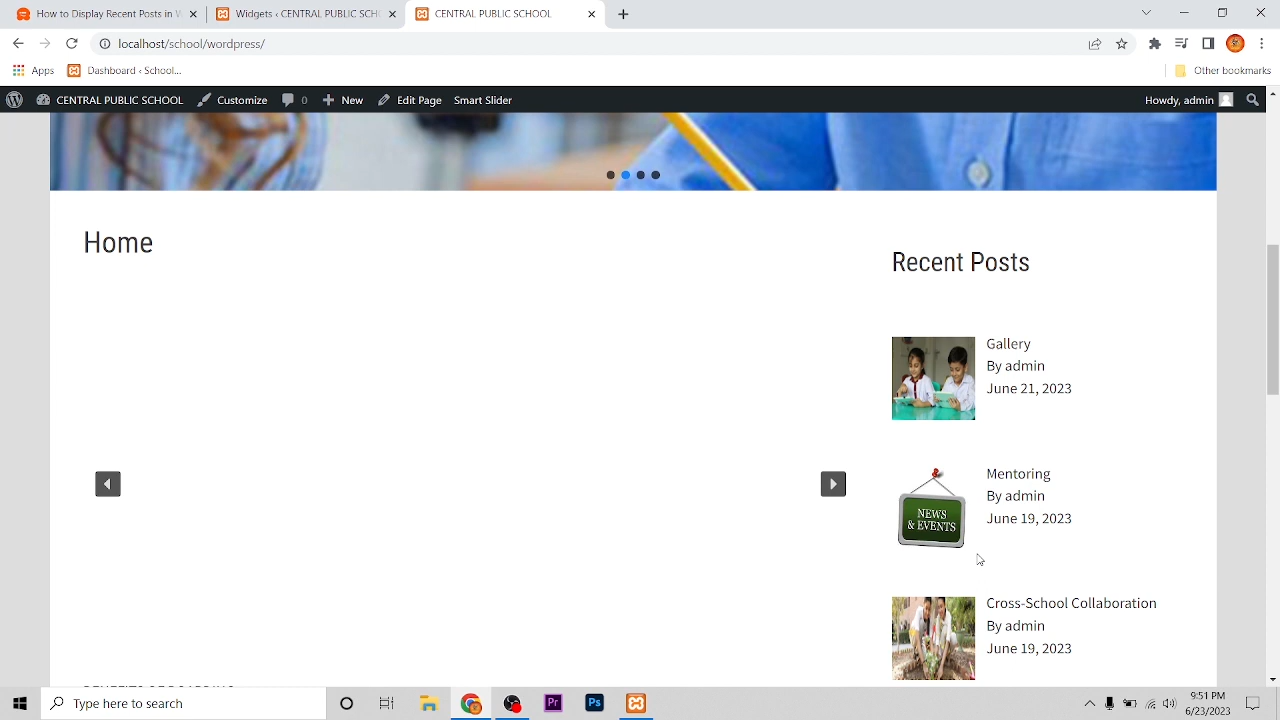 How to Display Recent Posts in W
Widgets ‹ CENTRAL PUBLIC SCHO
CENTRAL PUBLIC SCHOOL
localhost/school/wordpress/
Apps
Dashboard ‹ School...
Other bookmarks
CENTRAL PUBLIC SCHOOL
Customize
0
New
Edit Page
Smart Slider
Howdy, admin
Home
Recent Posts
Gallery
By admin
June 21, 2023
NEWS
& EVENTS
Mentoring
By admin
June 19, 2023
Cross-School Collaboration
By admin
June 19, 2023
Type here to search
Pr
Ps
9:51 PM
6/23/2023